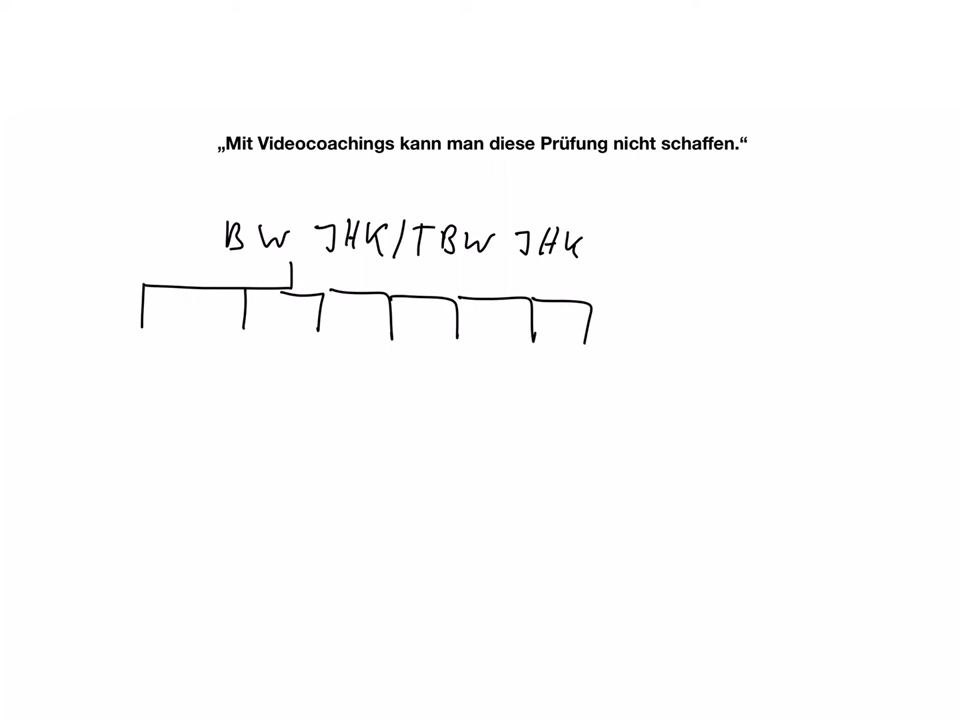 „Mit Videocoachings kann man diese Prüfung nicht schaffen.“
BW IHK/TBW IHK